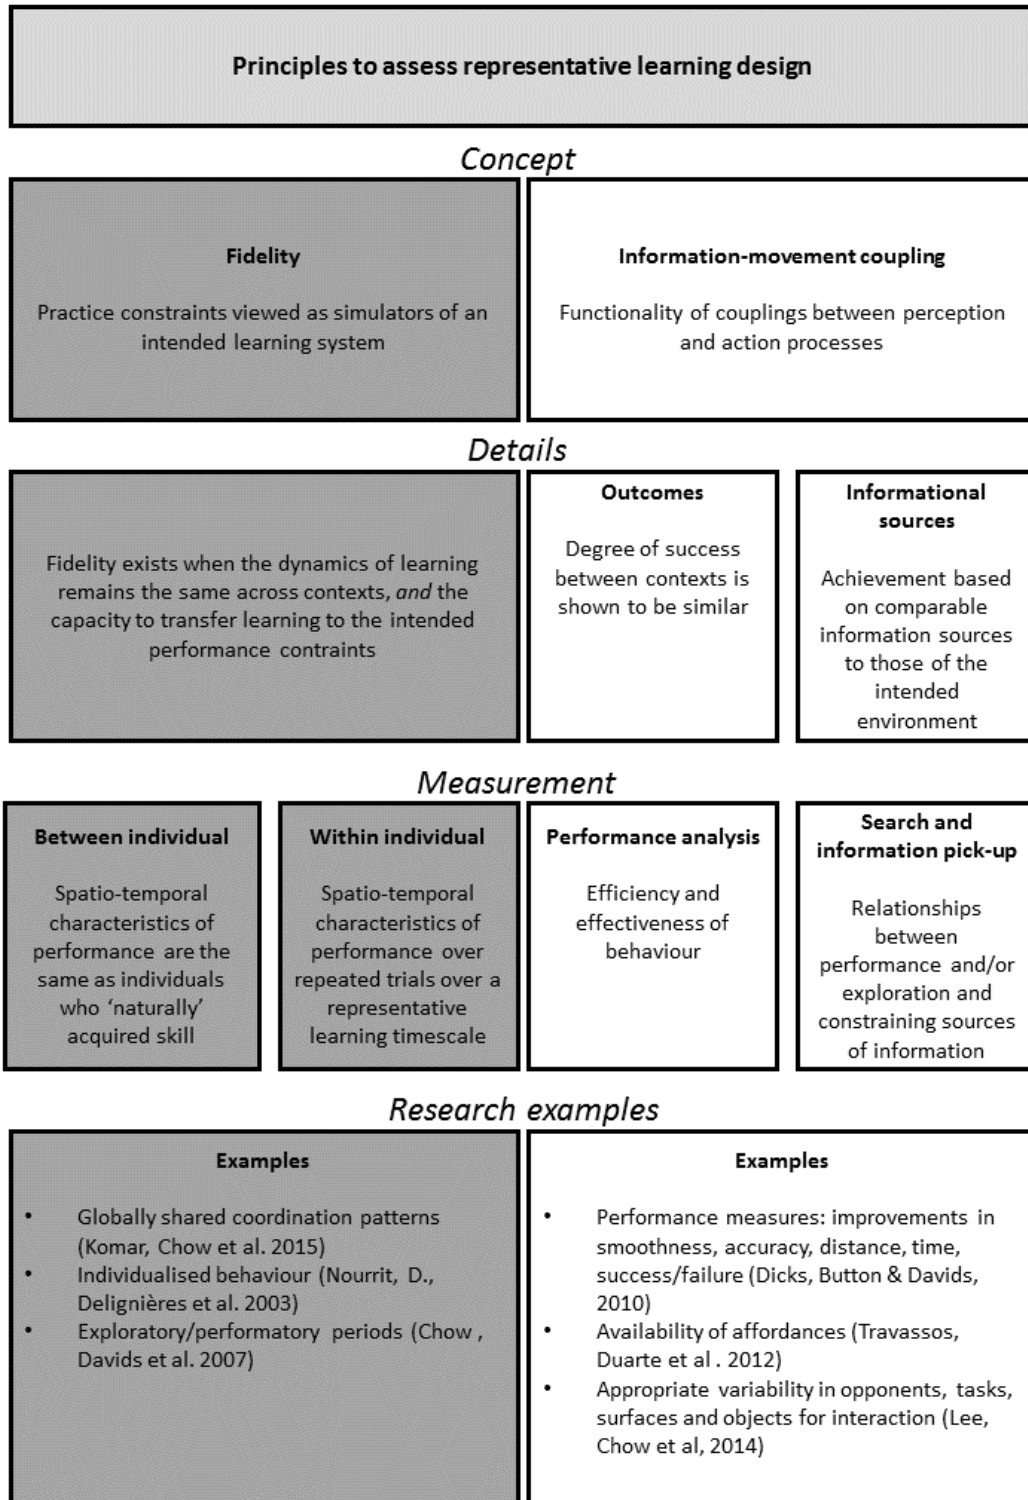 Principles to assess representative learning design
Concept
Fidelity
Practice constraints viewed as simulators of an
intended learning system
Information-movement coupling
Functionality of couplings between perception
and action processes
Details
Fidelity exists when the dynamics of learning
remains the same across contexts, and the
capacity to transfer learning to the intended
performance contraints
Outcomes
Degree of success
between contexts is
shown to be similar
Informational
sources
Achievement based
on comparable
information sources
to those of the
intended
environment
Measurement
Between individual
Spatio-temporal
characteristics of
performance are the
same as individuals
who ‘naturally’
acquired skill
Within individual
Spatio-temporal
characteristics of
performance over
repeated trials over a
representative
learning timescale
Performance analysis
Efficiency and
effectiveness of
behaviour
Search and
information pick-up
Relationships
between
performance and/or
exploration and
constraining sources
of information
Research examples
Examples
• Globally shared coordination patterns
(Komar, Chow et al. 2015)
• Individualised behaviour (Nourrit, D.,
Delignières et al. 2003)
• Exploratory/performatory periods (Chow ,
Davids et al. 2007)
Examples
• Performance measures: improvements in
smoothness, accuracy, distance, time,
success/failure (Dicks, Button & Davids,
2010)
• Availability of affordances (Travassos,
Duarte et al . 2012)
• Appropriate variability in opponents, tasks,
surfaces and objects for interaction (Lee,
Chow et al, 2014)